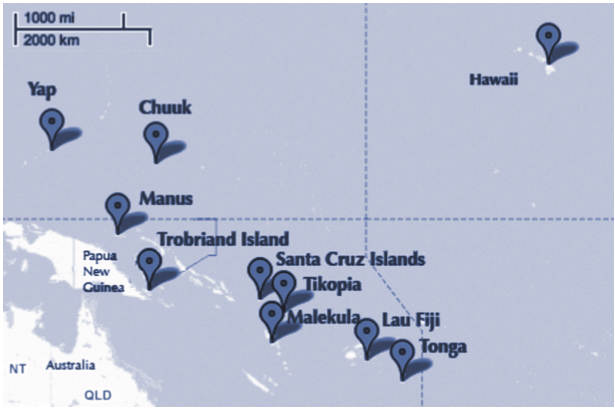 1000 mi
2000 km
Hawaii
Yap
Chuuk
Manus
Trobriand Island
Papua
New
Guinea
Santa Cruz Islands
Tikopia
Malekula
Lau Fiji
Tonga
NT
Australia
QLD